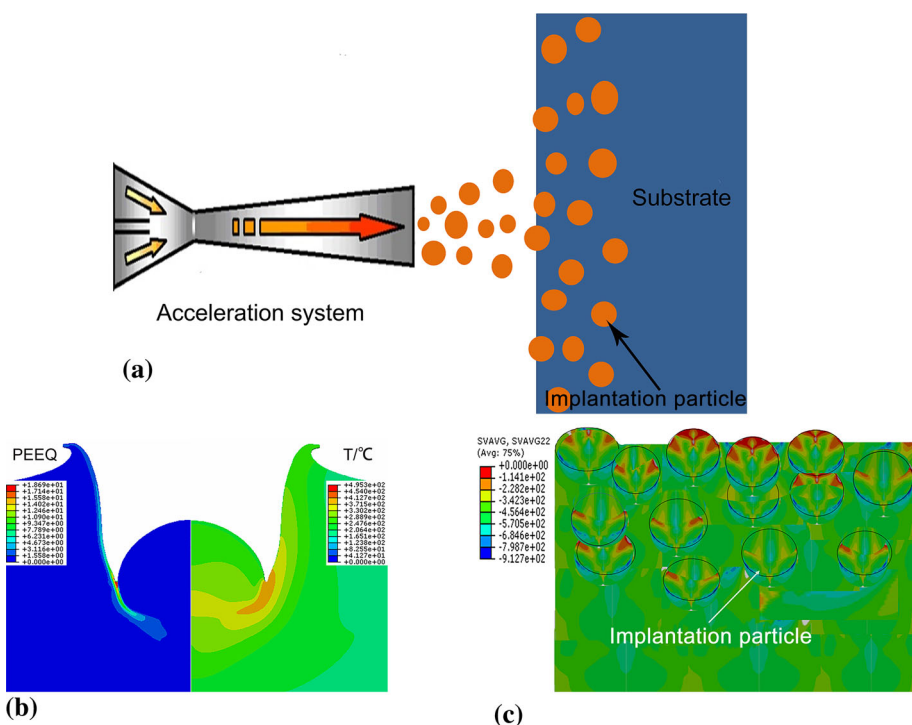 Substrate
Acceleration system
(a)
Implantation particle
PEEQ
+1.869e+01
+1.714e+01
+1.558e+01
+1.402e+01
+1.246e+01
+1.090e+01
+9.347e+00
+7.789e+00
+6.231e+00
+4.673e+00
+3.116e+00
+1.558e+00
+0.000e+00
T/℃
+4.953e+02
+4.540e+02
+4.127e+02
+3.715e+02
+3.302e+02
+2.889e+02
+2.476e+02
+2.064e+02
+1.651e+02
+1.238e+02
+8.255e+01
+4.127e+01
+0.000e+00
(b)
SVAVG, SVAVG22
(Avg: 75%)
+0.000e+00
-1.141e+02
-2.282e+02
-3.423e+02
-4.564e+02
-5.705e+02
-6.846e+02
-7.987e+02
-9.127e+02
Implantation particle
(c)